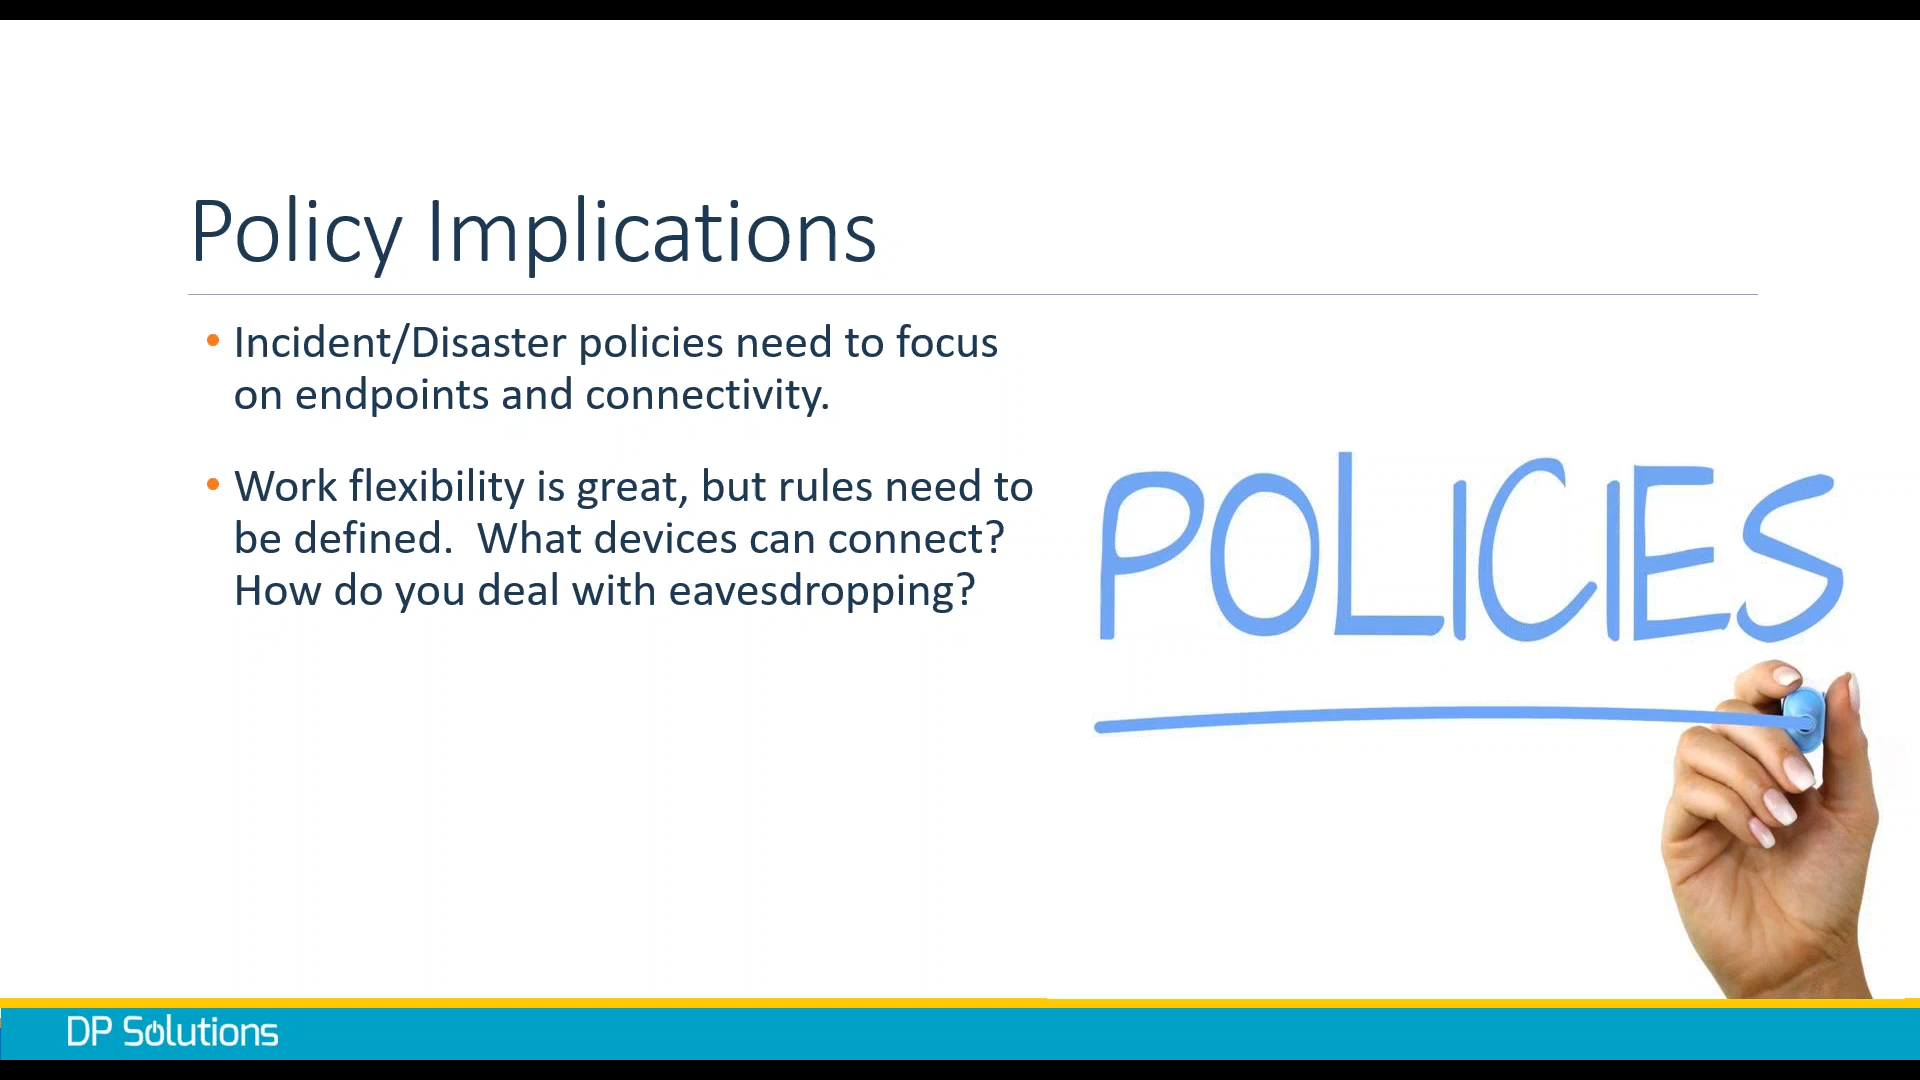 Policy Implications
• Incident/Disaster policies need to focus
on endpoints and connectivity.
• Work flexibility is great, but rules need to
be defined.  What devices can connect?
How do you deal with eavesdropping?
POLICIES
DP Solutions